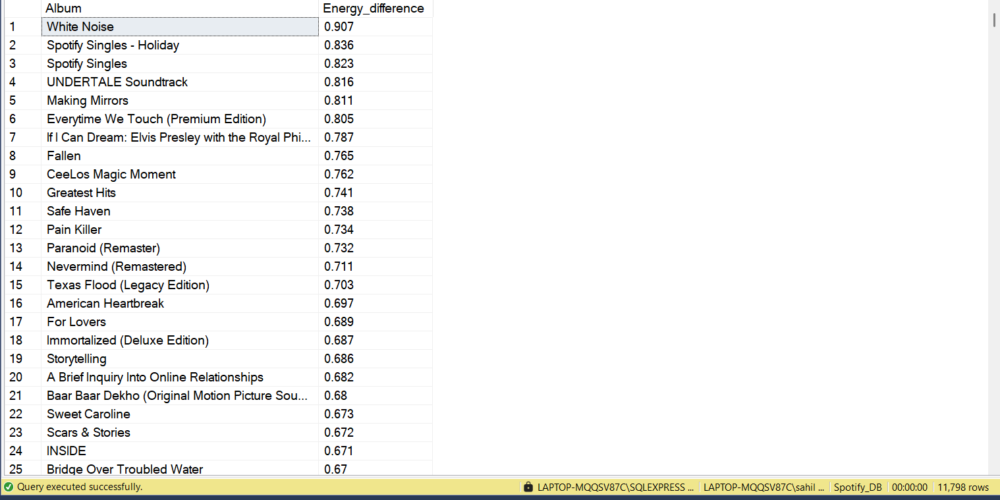 Album Energy_difference
1 White Noise 0.907
2 Spotify Singles - Holiday 0.836
3 Spotify Singles 0.823
4 UNDERTALE Soundtrack 0.816
5 Making Mirrors 0.811
6 Everytime We Touch (Premium Edition) 0.805
7 If I Can Dream: Elvis Presley with the Royal Phi... 0.787
8 Fallen 0.765
9 CeeLos Magic Moment 0.762
10 Greatest Hits 0.741
11 Safe Haven 0.738
12 Pain Killer 0.734
13 Paranoid (Remaster) 0.732
14 Nevermind (Remastered) 0.711
15 Texas Flood (Legacy Edition) 0.703
16 American Heartbreak 0.697
17 For Lovers 0.689
18 Immortalized (Deluxe Edition) 0.687
19 Storytelling 0.686
20 A Brief Inquiry Into Online Relationships 0.682
21 Baar Baar Dekho (Original Motion Picture Sou... 0.68
22 Sweet Caroline 0.673
23 Scars & Stories 0.672
24 INSIDE 0.671
25 Bridge Over Troubled Water 0.67
Query executed successfully. LAPTOP-MQQSV87C\SQLEXPRESS ... LAPTOP-MQQSV87C\sahil ... Spotify_DB 00:00:00 11,798 rows